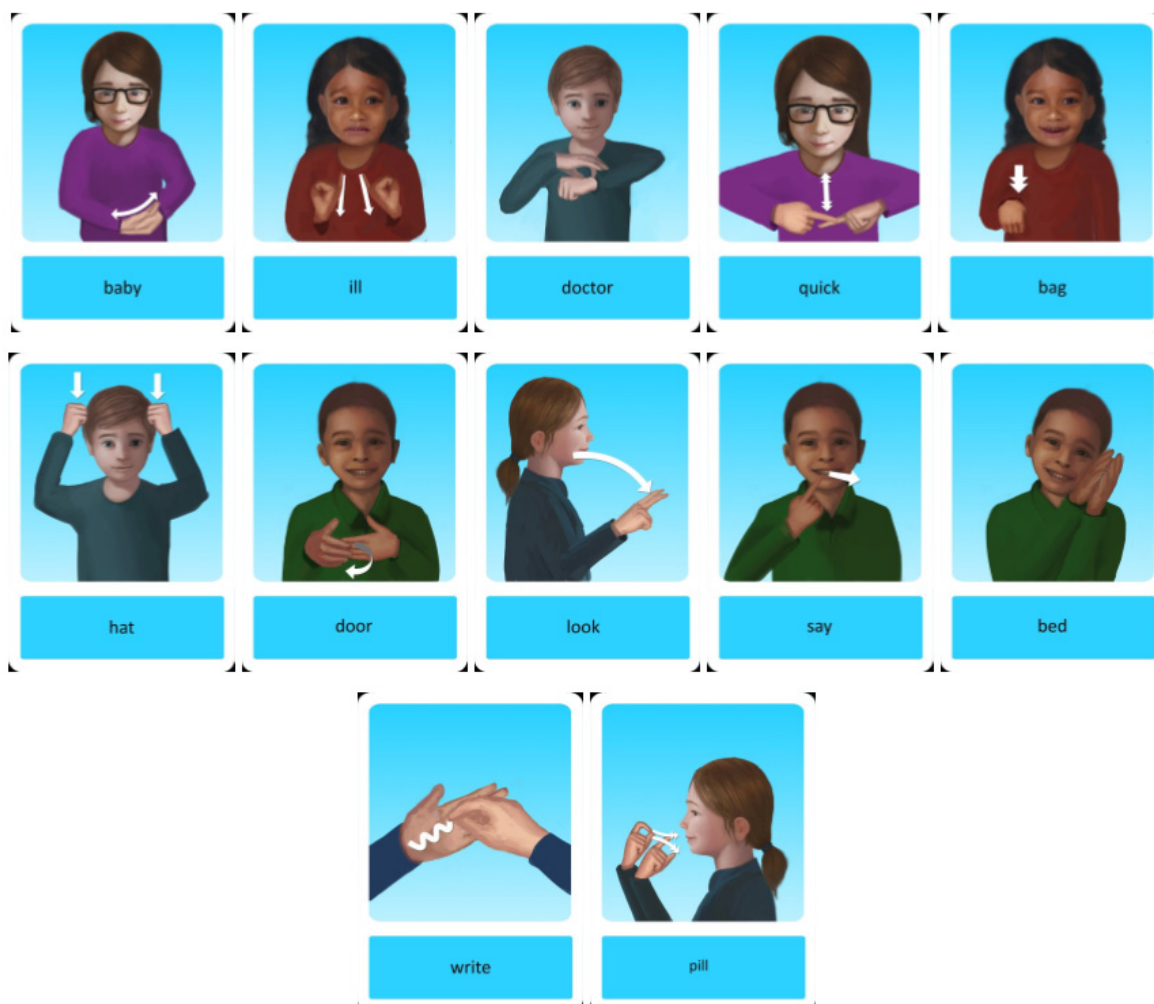 baby
ill
doctor
quick
bag
hat
door
look
say
bed
write
pill